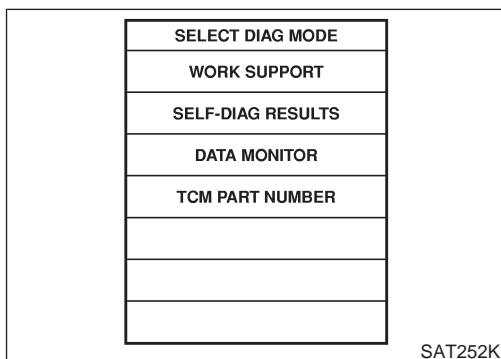 SELECT DIAG MODE
WORK SUPPORT
SELF-DIAG RESULTS
DATA MONITOR
TCM PART NUMBER
SAT252K